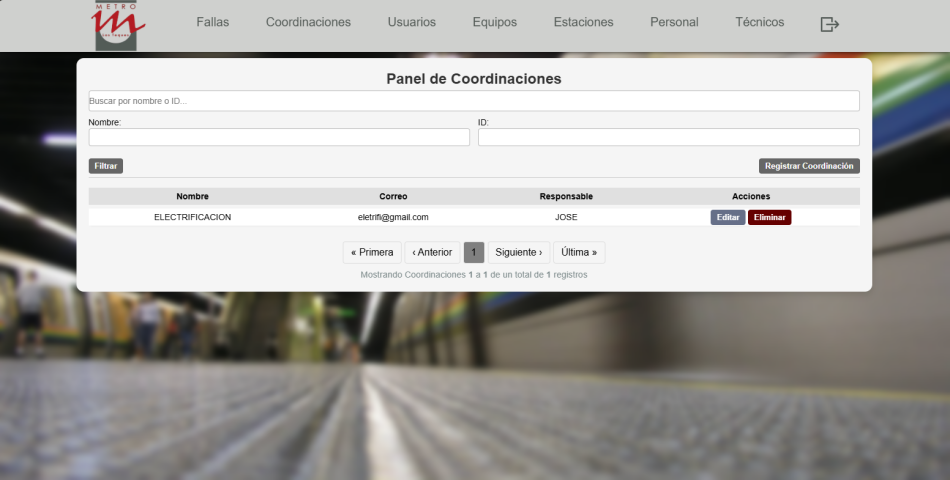 METRO
Los Teques
Fallas Coordinaciones Usuarios Equipos Estaciones Personal Técnicos
Panel de Coordinaciones
Buscar por nombre o ID...
Nombre: ID:
Filtrar Registrar Coordinación
Nombre Correo Responsable Acciones
ELECTRIFICACION eletrifi@gmail.com JOSE Editar Eliminar
« Primera ‹ Anterior 1 Siguiente › Última »
Mostrando Coordinaciones 1 a 1 de un total de 1 registros